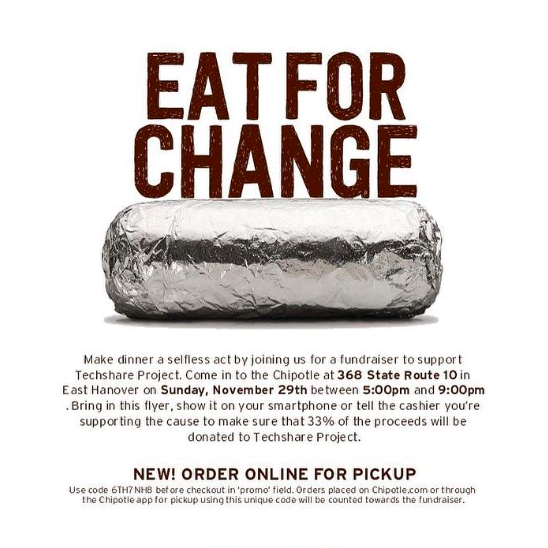 EAT FOR
CHANGE
Make dinner a selfless act by joining us for a fundraiser to support
Techshare Project. Come in to the Chipotle at 368 State Route 10 in
East Hanover on Sunday, November 29th between 5:00pm and 9:00pm
. Bring in this flyer, show it on your smartphone or tell the cashier you're
supporting the cause to make sure that 33% of the proceeds will be
donated to Techshare Project.
NEW! ORDER ONLINE FOR PICKUP
Use code 6TH7NH8 before checkout in 'promo' field. Orders placed on Chipotle.com or through
the Chipotle app for pickup using this unique code will be counted towards the fundraiser.